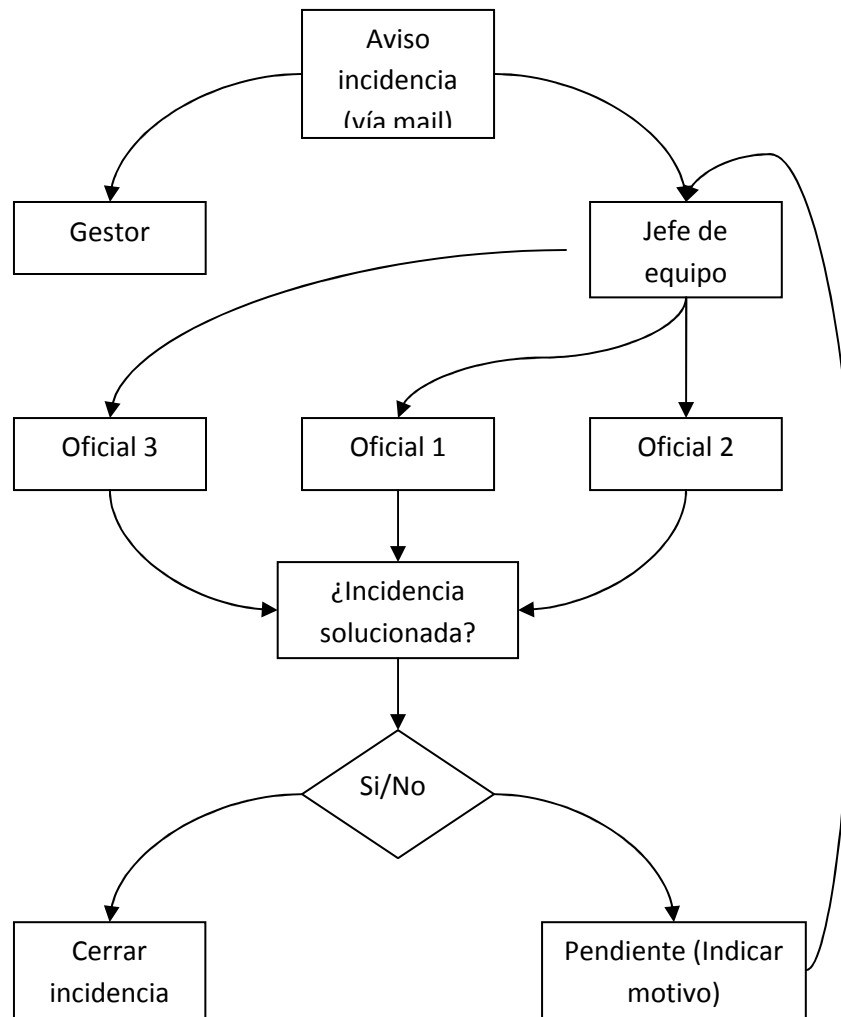 Aviso
incidencia
(vía mail)
Gestor
Jefe de
equipo
Oficial 3
Oficial 1
Oficial 2
¿Incidencia
solucionada?
Si/No
Cerrar
incidencia
Pendiente (Indicar
motivo)